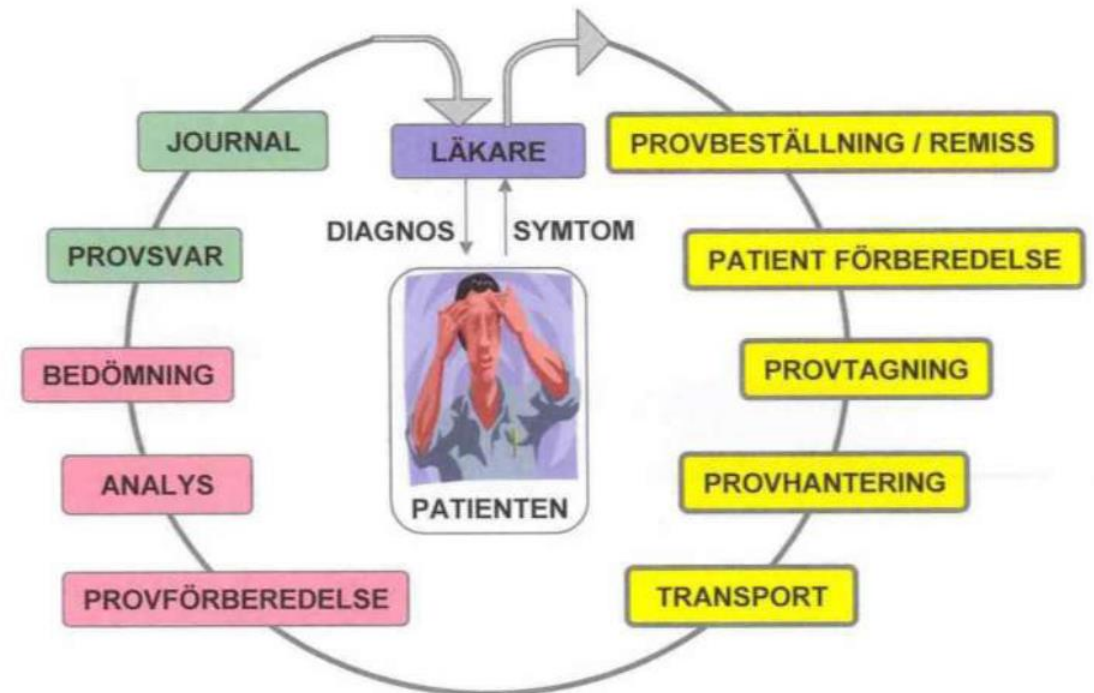 JOURNAL
LÄKARE
PROVBESTÄLLNING / REMISS
DIAGNOS
SYMTOM
PROVSVAR
PATIENT FÖRBEREDELSE
BEDÖMNING
PROVTAGNING
ANALYS
PROVHANTERING
PATIENTEN
PROVFÖRBEREDELSE
TRANSPORT